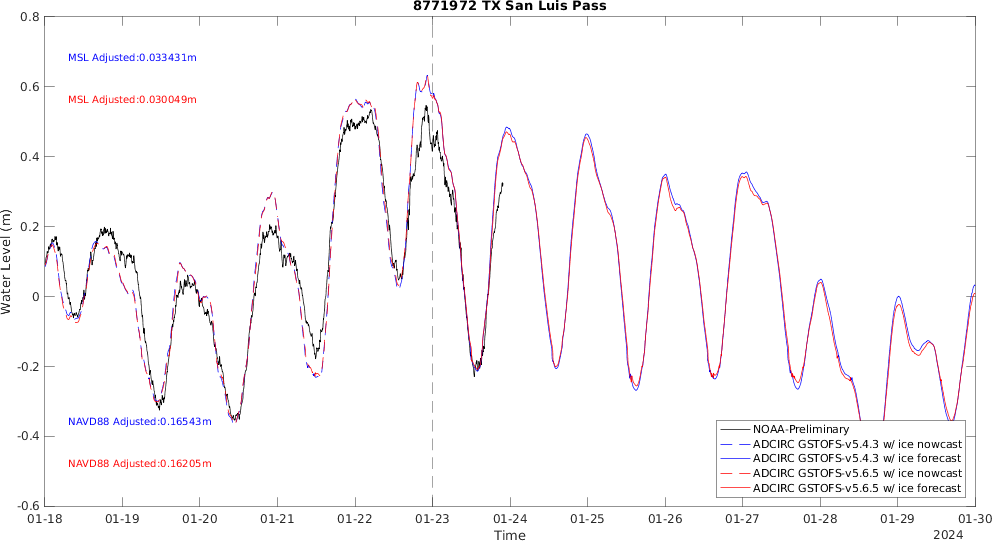 8771972 TX San Luis Pass
0.8
0.6
0.4
0.2
0
-0.2
-0.4
-0.6
Water Level (m)
MSL Adjusted:0.033431m
MSL Adjusted:0.030049m
NAVD88 Adjusted:0.16543m
NAVD88 Adjusted:0.16205m
NOAA-Preliminary
ADCIRC GSTOFS-v5.4.3 w/ ice nowcast
ADCIRC GSTOFS-v5.4.3 w/ ice forecast
ADCIRC GSTOFS-v5.6.5 w/ ice nowcast
ADCIRC GSTOFS-v5.6.5 w/ ice forecast
01-18 01-19 01-20 01-21 01-22 01-23 01-24 01-25 01-26 01-27 01-28 01-29 01-30
Time
2024